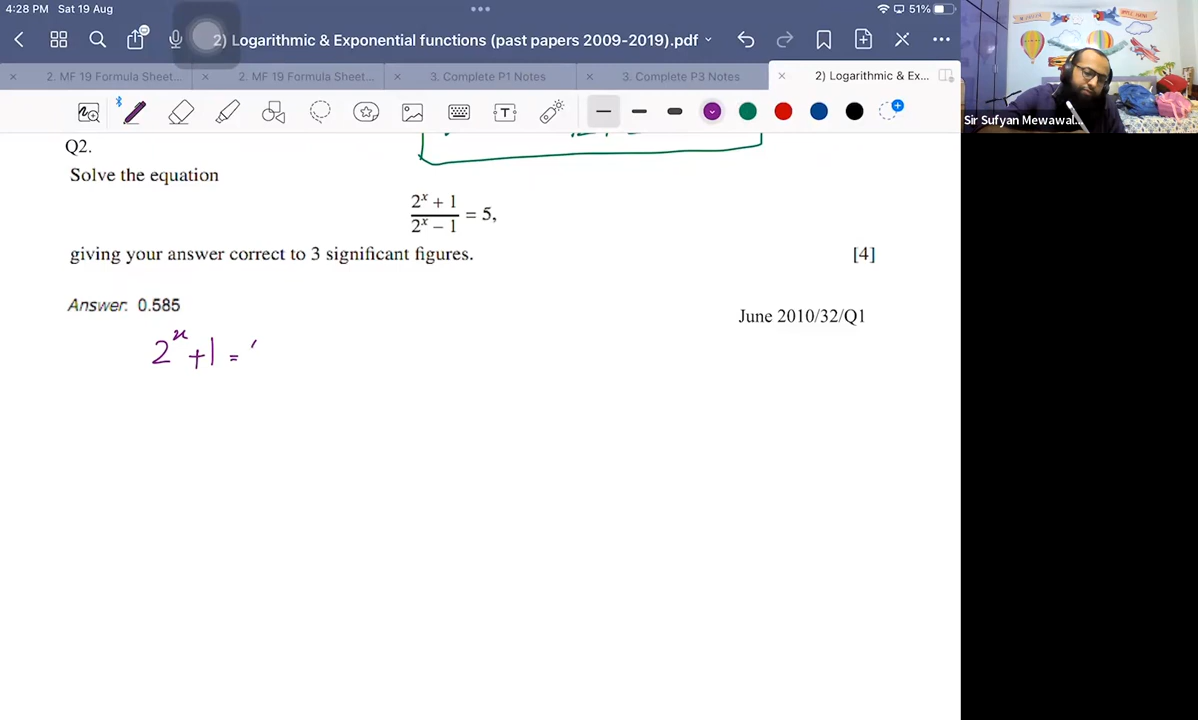 4:28 PM Sat 19 Aug
51%
2) Logarithmic & Exponential functions (past papers 2009-2019).pdf
2. MF 19 Formula Sheet...
2. MF 19 Formula Sheet...
3. Complete P1 Notes
3. Complete P3 Notes
2) Logarithmic & Ex...
Sir Sufyan Mewawal...
Q2.
Solve the equation
2^x + 1
2^x − 1
= 5,
giving your answer correct to 3 significant figures. [4]
Answer: 0.585
June 2010/32/Q1
2^x + 1 =